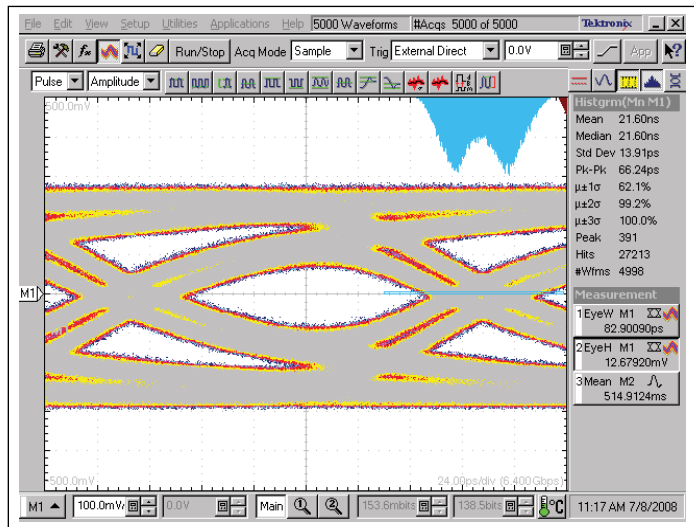 File Edit View Setup Utilities Applications Help 5000 Waveforms #Acqs 5000 of 5000 Tektronix
Run/Stop Acq Mode Sample Trig External Direct 0.0V App
Pulse Amplitude
500.0mV
M1
-500.0mV
24.00ps/div (6.400Gbps)
Histgrm(Mn M1)
Mean 21.60ns
Median 21.60ns
Std Dev 13.91ps
Pk-Pk 66.24ps
µ±1σ 62.1%
µ±2σ 99.2%
µ±3σ 100.0%
Peak 391
Hits 27213
#Wfms 4998
Measurement
1 EyeW M1
82.90090ps
2 EyeH M1
12.67920mV
3 Mean M2
514.9124ms
M1 100.0mV/ 0.0V Main 1 2 153.6mbits 138.5bits °C 11:17 AM 7/8/2008